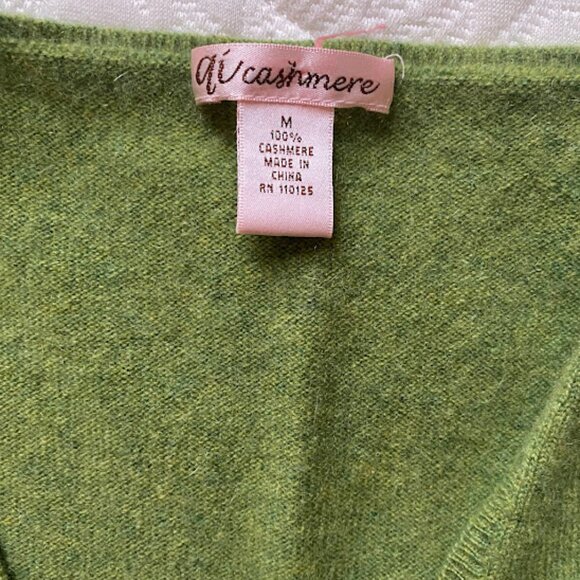 qi cashmere
M
100%
CASHMERE
MADE IN
CHINA
RN 110125